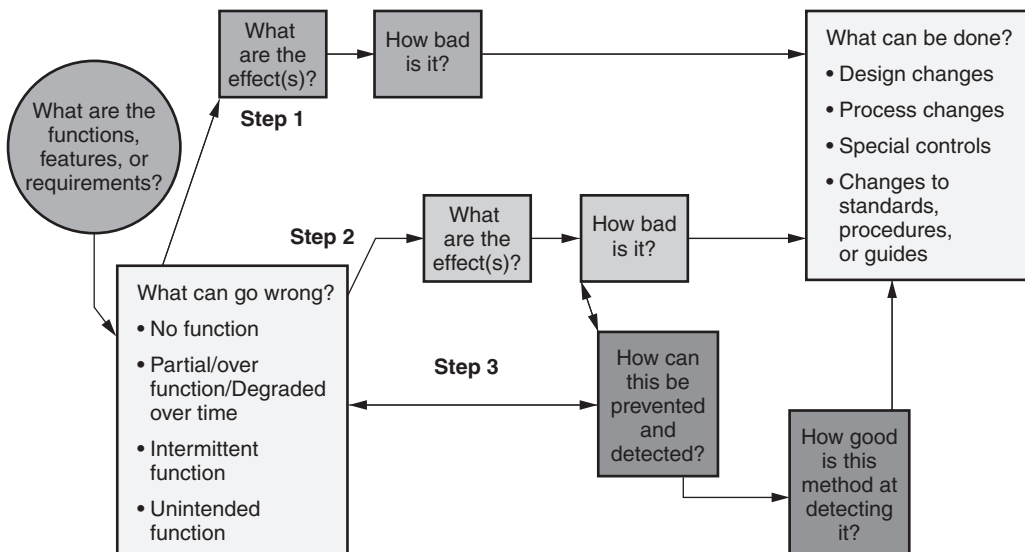 What are the
functions,
features, or
requirements?
What
are the
effect(s)?
How bad
is it?
Step 1
What can be done?
• Design changes
• Process changes
• Special controls
• Changes to
standards,
procedures,
or guides
Step 2
What
are the
effect(s)?
How bad
is it?
What can go wrong?
• No function
• Partial/over
function/Degraded
over time
• Intermittent
function
• Unintended
function
Step 3
How can
this be
prevented
and
detected?
How good
is this
method at
detecting
it?